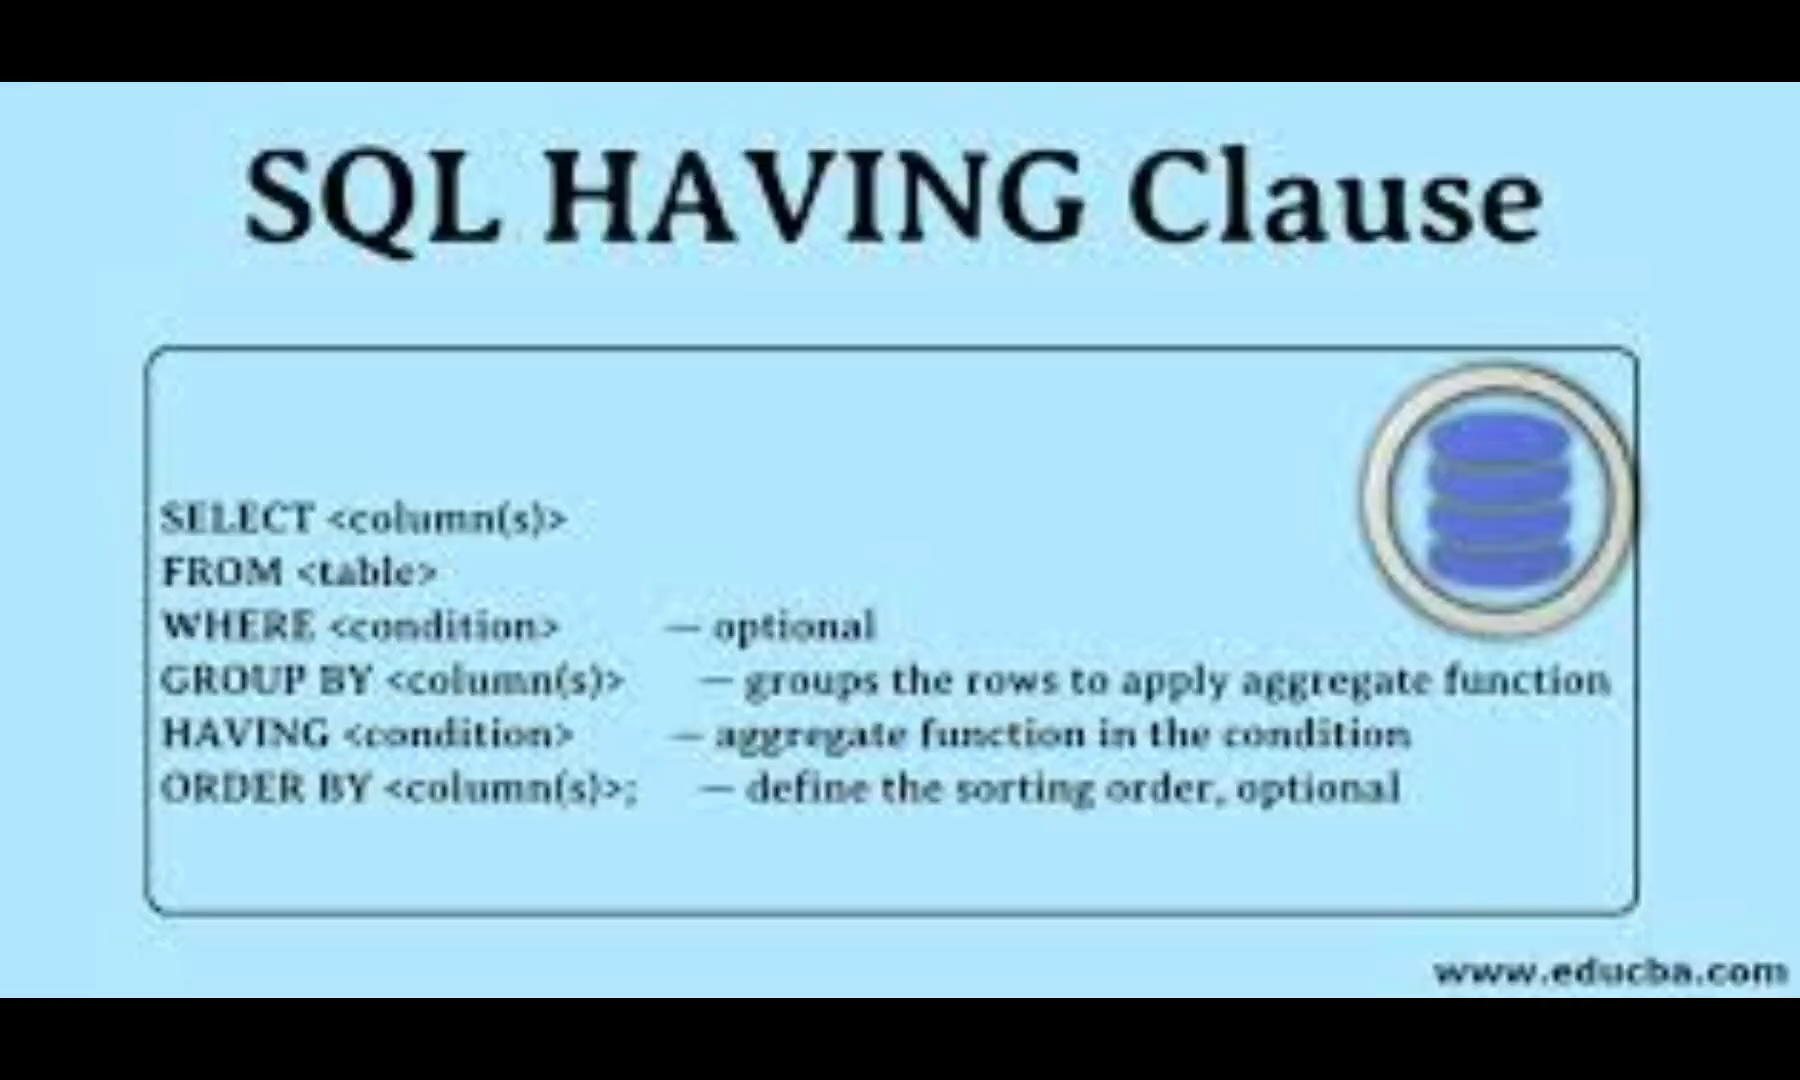 SQL HAVING Clause
SELECT <column(s)>
FROM <table>
WHERE <condition> — optional
GROUP BY <column(s)> — groups the rows to apply aggregate function
HAVING <condition> — aggregate function in the condition
ORDER BY <column(s)>; — define the sorting order, optional
www.educba.com